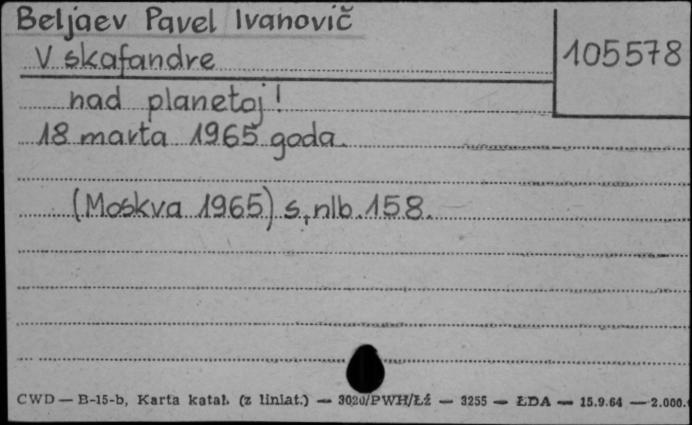 Beljaev Pavel Ivanovič
V skafandre
105578
nad planetoj!
18 marta 1965 goda.
(Moskva 1965) s. nlb. 158.
CWD — B-15-b, Karta katal. (z liniat.) — 3020/PWH/Łź — 3255 — ŁDA — 15.9.64 — 2.000.